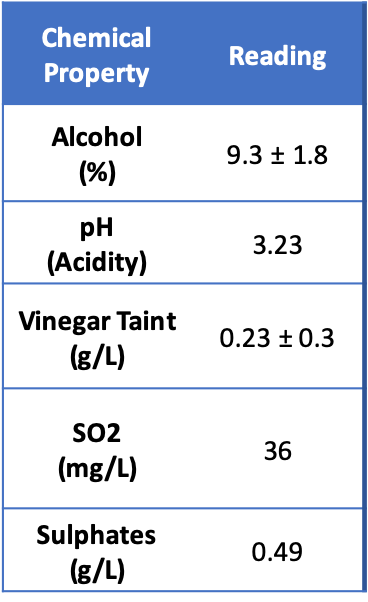 Chemical
Property
Reading
Alcohol
(%)
9.3 ± 1.8
pH
(Acidity)
3.23
Vinegar Taint
(g/L)
0.23 ± 0.3
SO2
(mg/L)
36
Sulphates
(g/L)
0.49